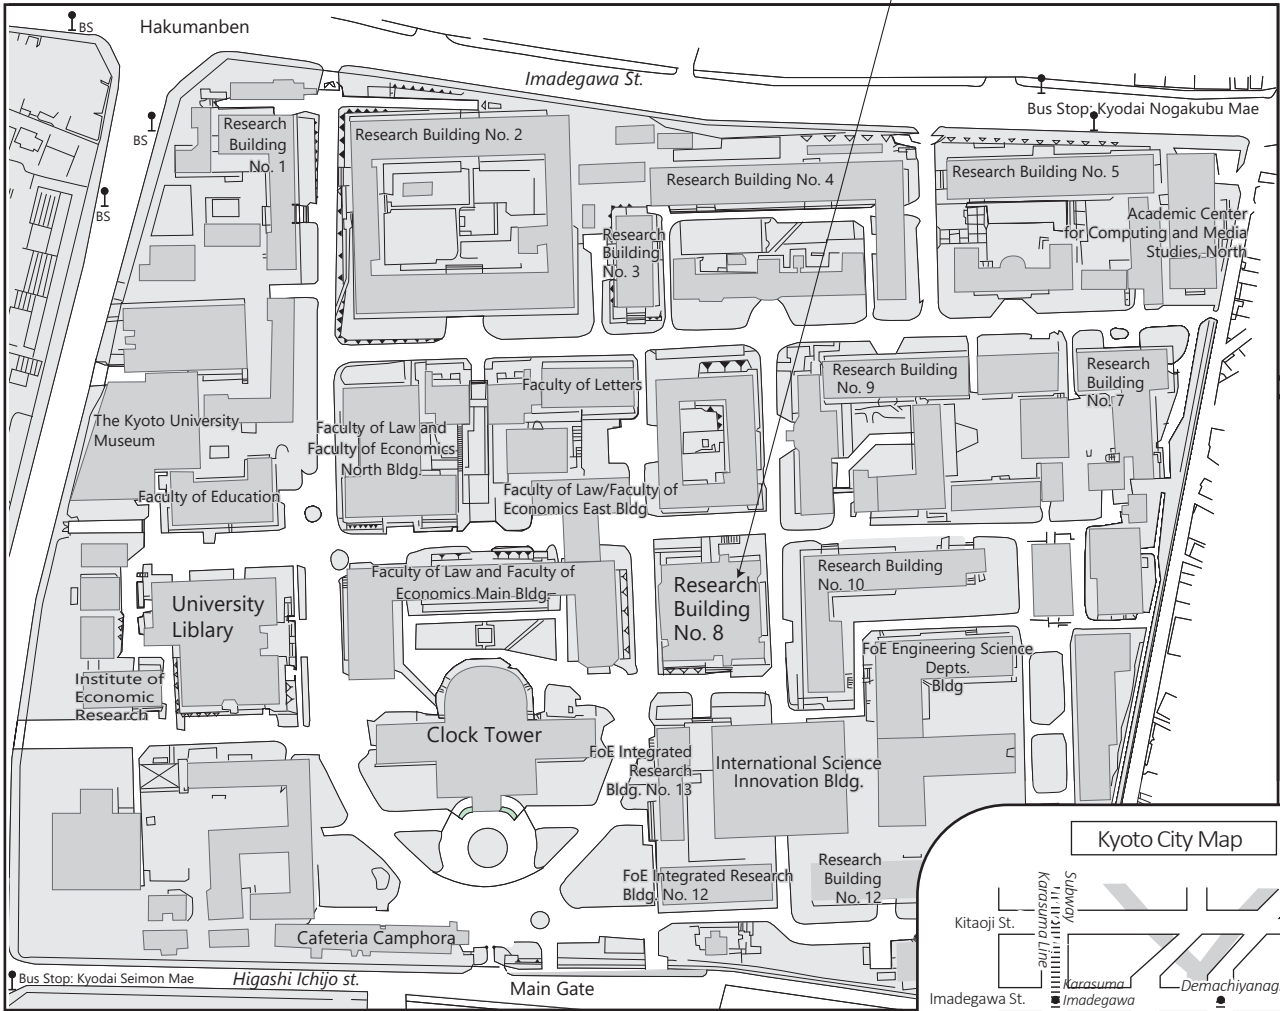 BS
Hakumanben
Imadegawa St.
Bus Stop: Kyodai Nogakubu Mae
BS
BS
Research
Building
No. 1
Research Building No. 2
Research Building No. 4
Research Building No. 5
Research
Building
No. 3
Academic Center
for Computing and Media
Studies, North
The Kyoto University
Museum
Faculty of Law and
Faculty of Economics
North Bldg.
Faculty of Letters
Research Building
No. 9
Research
Building
No. 7
Faculty of Education
Faculty of Law/Faculty of
Economics East Bldg
Faculty of Law and Faculty of
Economics Main Bldg.
University
Lilbrary
Research
Building
No. 8
Research Building
No. 10
FoE Engineering Science
Depts.
Bldg
Institute of
Economic
Research
Clock Tower
FoE Integrated
Research
Bldg. No. 13
International Science
Innovation Bldg.
FoE Integrated Research
Bldg. No. 12
Research
Building
No. 12
Cafeteria Camphora
Bus Stop: Kyodai Seimon Mae
Higashi Ichijo st.
Main Gate
Kyoto City Map
Kitaoji St.
Subway
Karasuma Line
Imadegawa St.
Karasuma
Imadegawa
Demachiyanag